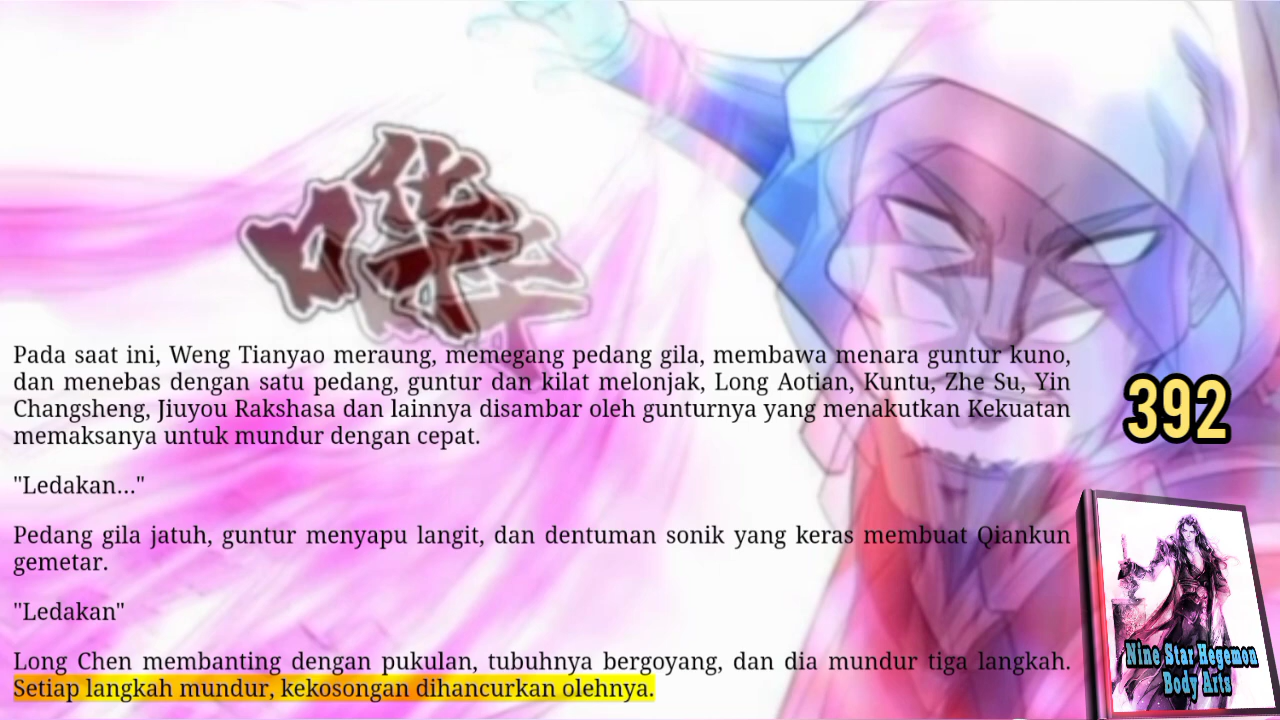 哗
Pada saat ini, Weng Tianyao meraung, memegang pedang gila, membawa menara guntur kuno,
dan menebas dengan satu pedang, guntur dan kilat melonjak, Long Aotian, Kuntu, Zhe Su, Yin
Changsheng, Jiuyou Rakshasa dan lainnya disambar oleh gunturnya yang menakutkan Kekuatan
memaksanya untuk mundur dengan cepat.
"Ledakan..."
Pedang gila jatuh, guntur menyapu langit, dan dentuman sonik yang keras membuat Qiankun
gemetar.
"Ledakan"
Long Chen membanting dengan pukulan, tubuhnya bergoyang, dan dia mundur tiga langkah.
Setiap langkah mundur, kekosongan dihancurkan olehnya.
392
Nine Star Hegemon
Body Arts